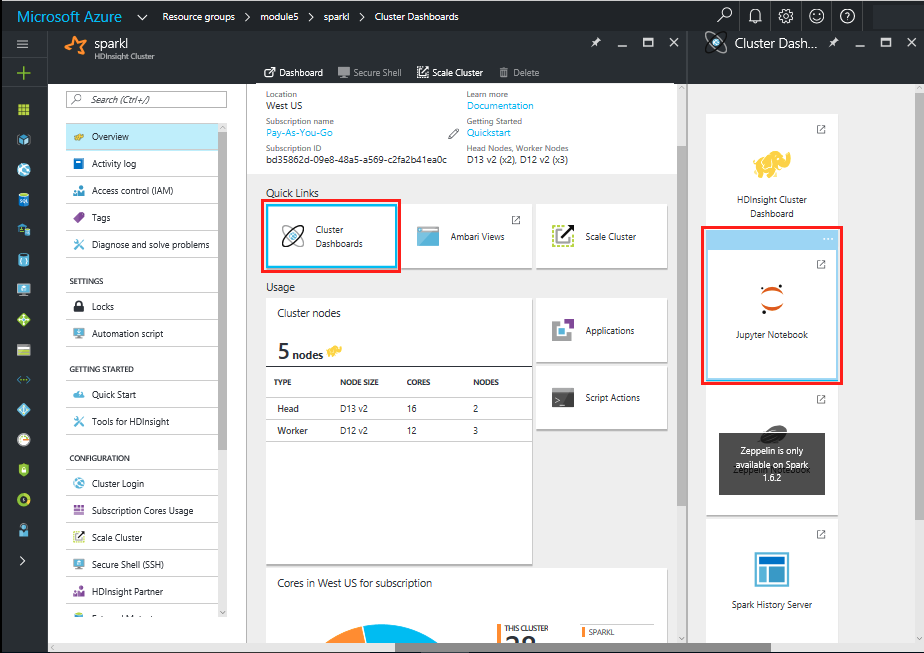 Microsoft Azure
Resource groups > module5 > sparkl > Cluster Dashboards
sparkl
HDInsight Cluster
Search (Ctrl+/)
Overview
Activity log
Access control (IAM)
Tags
Diagnose and solve problems
SETTINGS
Locks
Automation script
GETTING STARTED
Quick Start
Tools for HDInsight
CONFIGURATION
Cluster Login
Subscription Cores Usage
Scale Cluster
Secure Shell (SSH)
HDInsight Partner
Dashboard Secure Shell Scale Cluster Delete
Location
West US
Subscription name
Pay-As-You-Go
Subscription ID
bd35862d-09e8-48a5-a569-c2fa2b41ea0c
Learn more
Documentation
Getting Started
Quickstart
Head Nodes, Worker Nodes
D13 v2 (x2), D12 v2 (x3)
Quick Links
Cluster
Dashboards
Ambari Views
Scale Cluster
Usage
Cluster nodes
5 nodes
TYPE NODE SIZE CORES NODES
Head D13 v2 16 2
Worker D12 v2 12 3
Applications
Script Actions
Cores in West US for subscription
THIS CLUSTER
SPARKL
Cluster Dash...
HDInsight Cluster
Dashboard
Jupyter Notebook
Zeppelin is only
available on Spark
1.6.2
Zeppelin Notebook
Spark History Server